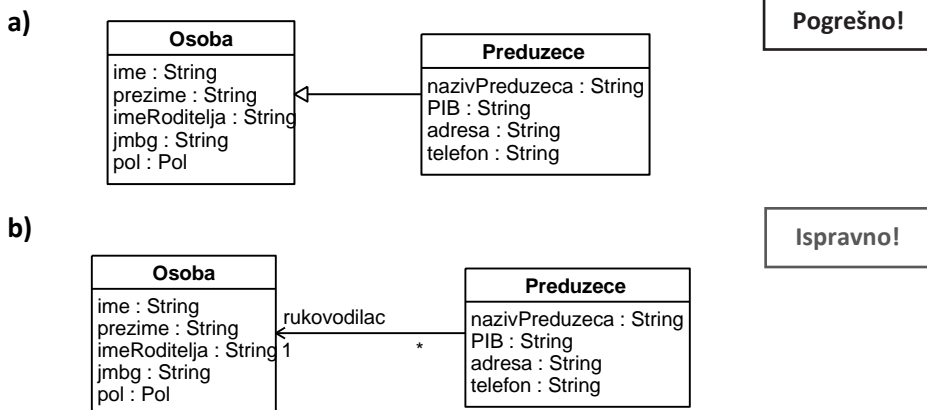 a)
Pogrešno!
Osoba
ime : String
prezime : String
imeRoditelja : String
jmbg : String
pol : Pol
Preduzece
nazivPreduzeca : String
PIB : String
adresa : String
telefon : String
b)
Ispravno!
Osoba
ime : String
prezime : String
imeRoditelja : String
jmbg : String
pol : Pol
rukovodilac
1
*
Preduzece
nazivPreduzeca : String
PIB : String
adresa : String
telefon : String